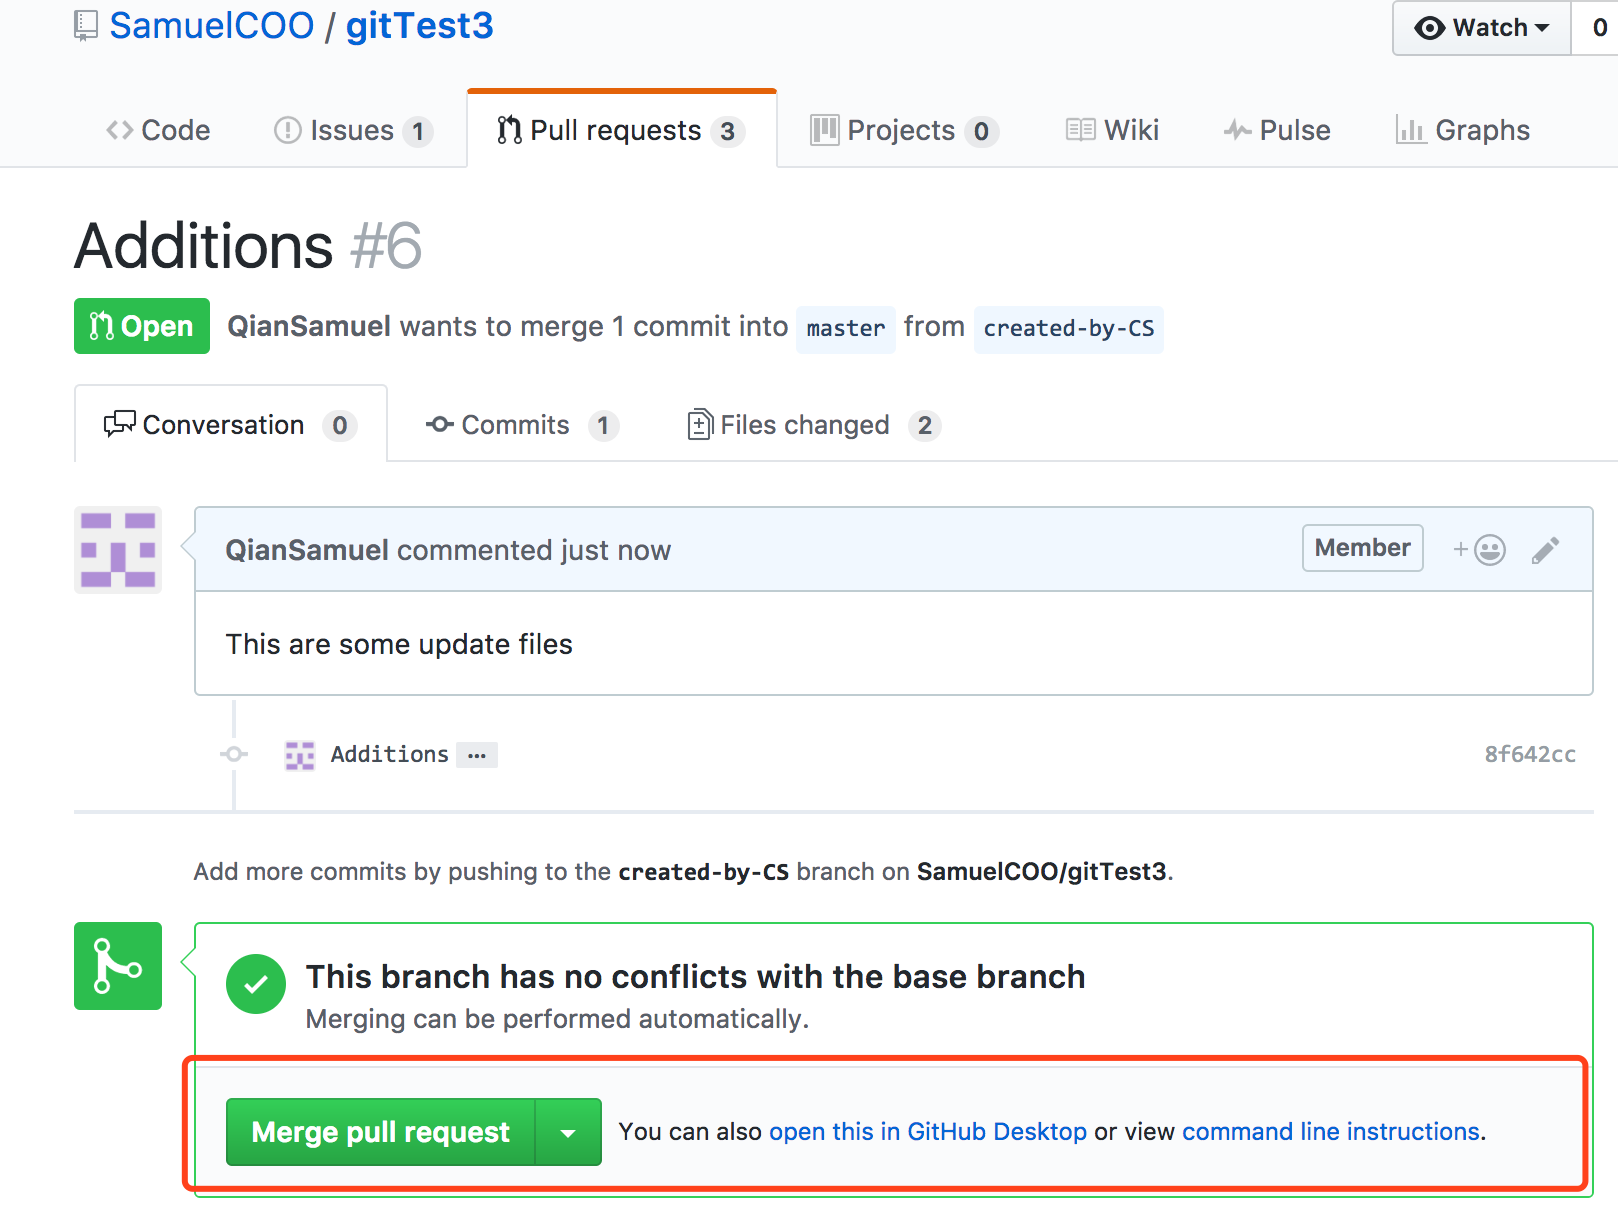 SamuelCOO / gitTest3 Watch 0
Code Issues 1 Pull requests 3 Projects 0 Wiki Pulse Graphs
Additions #6
Open QianSamuel wants to merge 1 commit into master from created-by-CS
Conversation 0 Commits 1 Files changed 2
QianSamuel commented just now Member +
This are some update files
Additions … 8f642cc
Add more commits by pushing to the created-by-CS branch on SamuelCOO/gitTest3.
This branch has no conflicts with the base branch
Merging can be performed automatically.
Merge pull request You can also open this in GitHub Desktop or view command line instructions.